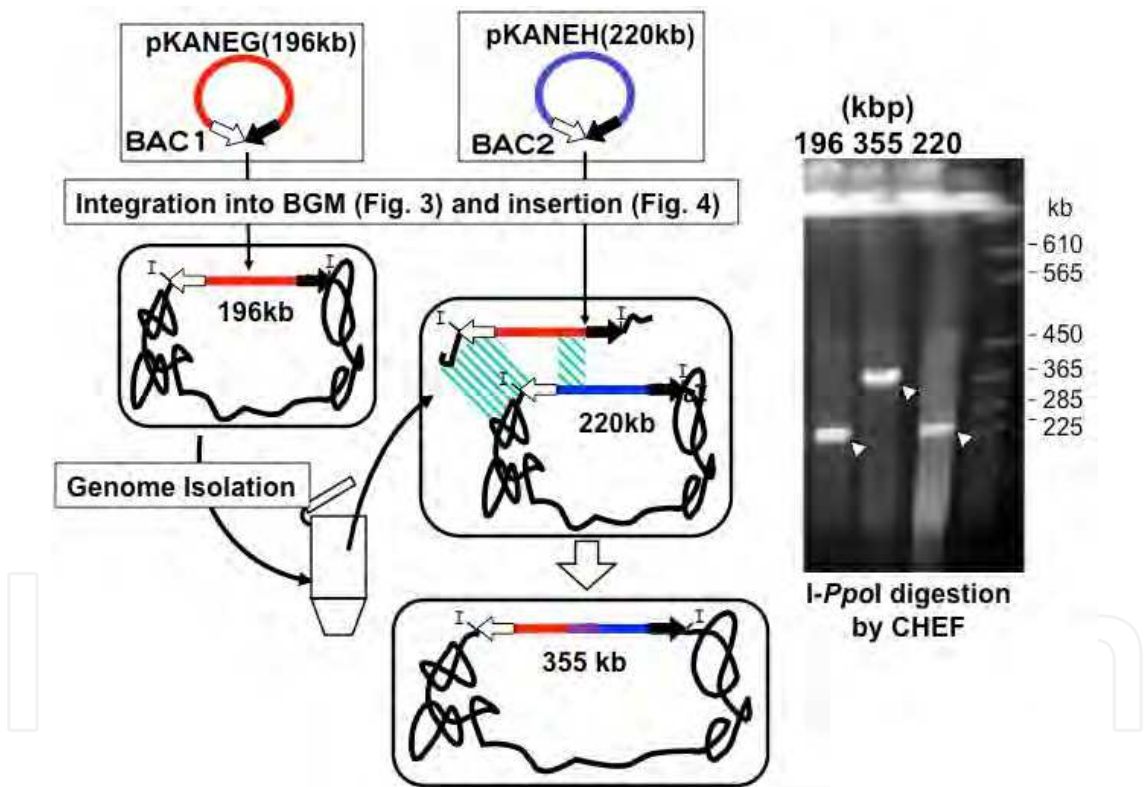 pKANEG(196kb)
BAC1
pKANEH(220kb)
BAC2
Integration into BGM (Fig. 3) and insertion (Fig. 4)
I
I
196kb
Genome Isolation
I
I
I
220kb
I
I
355 kb
(kbp)
196 355 220
kb
610
565
450
365
285
225
I-PpoI digestion
by CHEF